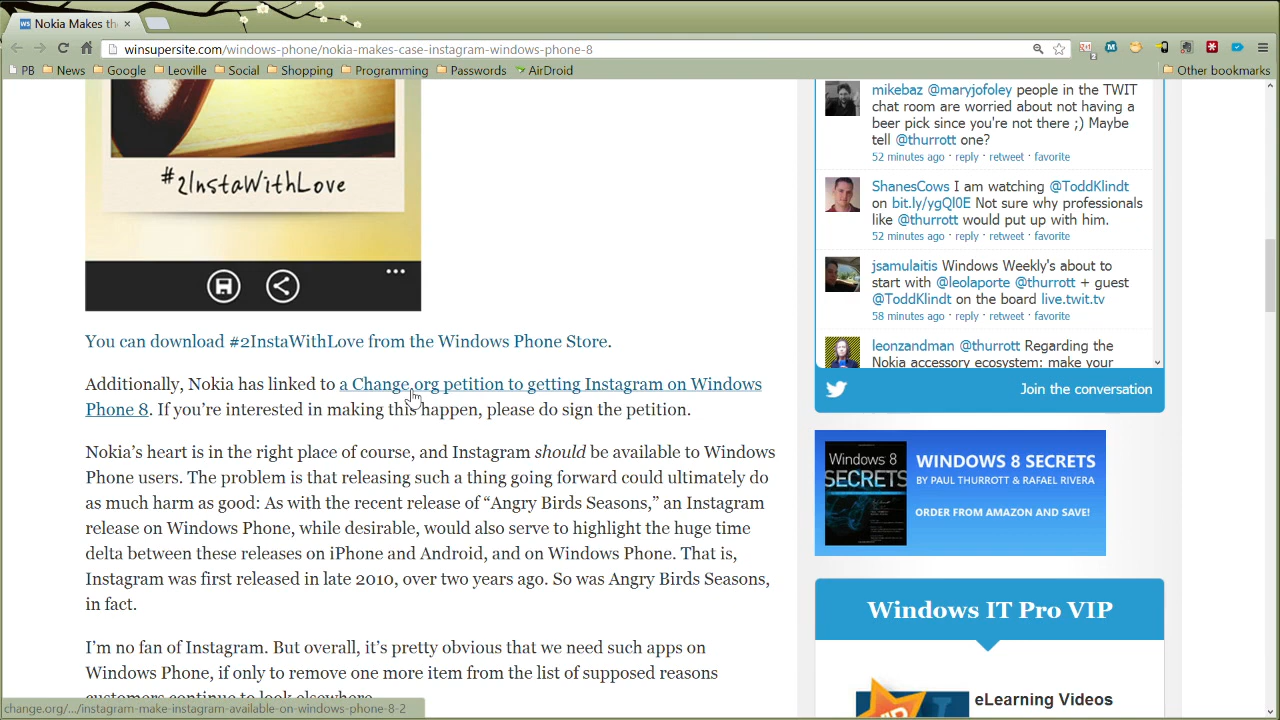 Nokia Makes th
winsupersite.com/windows-phone/nokia-makes-case-instagram-windows-phone-8
PB News Google Leoville Social Shopping Programming Passwords AirDroid Other bookmarks
#2InstaWithLove
You can download #2InstaWithLove from the Windows Phone Store.
Additionally, Nokia has linked to a Change.org petition to getting Instagram on Windows
Phone 8. If you’re interested in making this happen, please do sign the petition.
Nokia’s heart is in the right place of course, and Instagram should be available to Windows
Phone users. The problem is that releasing such a thing going forward could ultimately do
as much harm as good: As with the recent release of “Angry Birds Seasons,” an Instagram
release on Windows Phone, while desirable, would also serve to highlight the huge time
delta between these releases on iPhone and Android, and on Windows Phone. That is,
Instagram was first released in late 2010, over two years ago. So was Angry Birds Seasons,
in fact.
I’m no fan of Instagram. But overall, it’s pretty obvious that we need such apps on
Windows Phone, if only to remove one more item from the list of supposed reasons
customers continue to look elsewhere.
change.org/.../instagram-make-instagram-available-on-windows-phone-8-2
mikebaz @maryjofoley people in the TWIT
chat room are worried about not having a
beer pick since you're not there ;) Maybe
tell @thurrott one?
52 minutes ago · reply · retweet · favorite
ShanesCows I am watching @ToddKlindt
on bit.ly/ygQl0E Not sure why professionals
like @thurrott would put up with him.
52 minutes ago · reply · retweet · favorite
jsamulaitis Windows Weekly's about to
start with @leolaporte @thurrott + guest
@ToddKlindt on the board live.twit.tv
58 minutes ago · reply · retweet · favorite
leonzandman @thurrott Regarding the
Nokia accessory ecosystem: make your
Join the conversation
Windows 8
SECRETS
WINDOWS 8 SECRETS
BY PAUL THURROTT & RAFAEL RIVERA
ORDER FROM AMAZON AND SAVE!
Windows IT Pro VIP
eLearning Videos